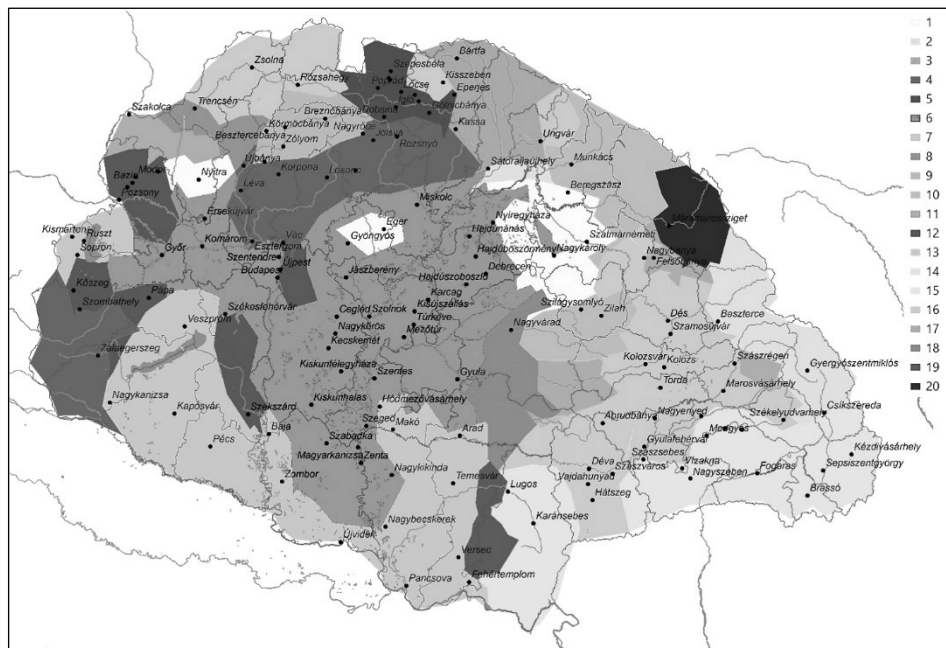 1
2
3
4
5
6
7
8
9
10
11
12
13
14
15
16
17
18
19
20
Bártfa
Szepesbéla
Zsolna
Poprád
Kisszeben
Rózsahegy
Lőcse
Eperjes
Igló
Trencsén
Breznóbánya
Dobsina
Gölnicbánya
Szakolca
Körmöcbánya
Besztercebánya
Nagyrőce
Kassa
Zólyom
Jolsva
Rozsnyó
Ungvár
Újbánya
Sátoraljaújhely
Munkács
Modor
Korpona
Losonc
Bazin
Nyitra
Léva
Beregszász
Pozsony
Miskolc
Érsekújvár
Nyíregyháza
Máramarossziget
Kismarton
Eger
Ruszt
Hajdúnánás
Szatmárnémeti
Sopron
Komárom
Esztergom
Vác
Gyöngyös
Hajdúböszörmény
Nagykároly
Győr
Szentendre
Újpest
Nagybánya
Felsőbánya
Budapest
Jászberény
Debrecen
Kőszeg
Hajdúszoboszló
Pápa
Karcag
Szombathely
Székesfehérvár
Cegléd
Szolnok
Kisújszállás
Szilágysomlyó
Zilah
Túrkeve
Dés
Beszterce
Veszprém
Nagykőrös
Mezőtúr
Nagyvárad
Szamosújvár
Kecskemét
Zalaegerszeg
Kolozsvár
Kolozs
Szászrégen
Gyergyószentmiklós
Kiskunfélegyháza
Szentes
Gyula
Torda
Marosvásárhely
Nagykanizsa
Kaposvár
Szekszárd
Kiskunhalas
Hódmezővásárhely
Székelyudvarhely
Csíkszereda
Szeged
Makó
Abrudbánya
Nagyenyed
Baja
Arad
Medgyes
Pécs
Szabadka
Gyulafehérvár
Magyarkanizsa
Zenta
Szászsebes
Kézdivásárhely
Déva
Szászváros
Vízakna
Sepsiszentgyörgy
Zombor
Nagykikinda
Temesvár
Lugos
Vajdahunyad
Nagyszeben
Fogaras
Hátszeg
Brassó
Nagybecskerek
Karánsebes
Újvidék
Versec
Pancsova
Fehértemplom